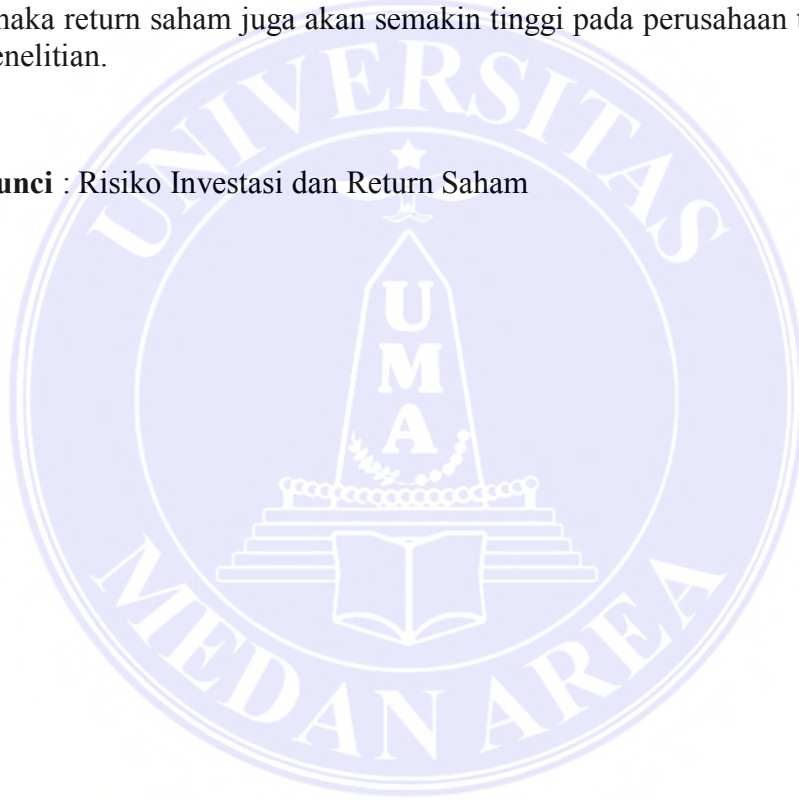 maka return saham juga akan semakin tinggi pada perusahaan
enelitian.
unci : Risiko Investasi dan Return Saham
UNIVERSITAS
UMA
MEDAN AREA